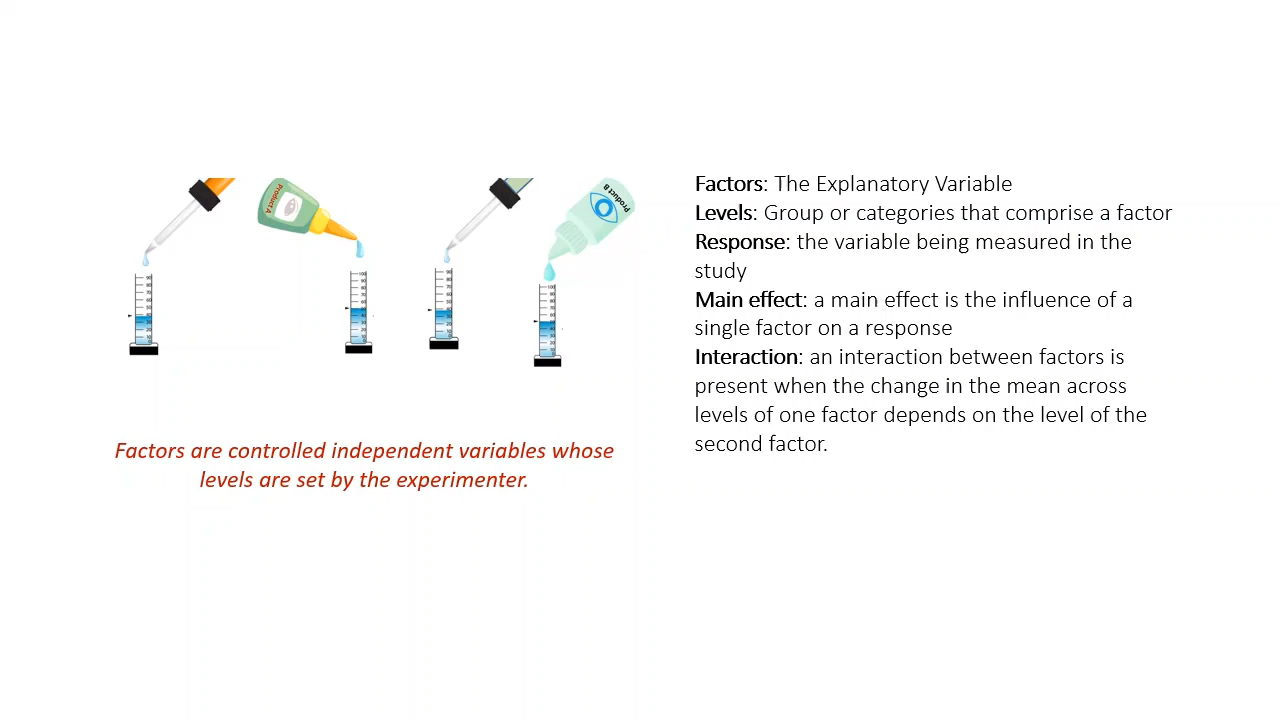 Product A
Product B
Factors: The Explanatory Variable
Levels: Group or categories that comprise a factor
Response: the variable being measured in the
study
Main effect: a main effect is the influence of a
single factor on a response
Interaction: an interaction between factors is
present when the change in the mean across
levels of one factor depends on the level of the
second factor.
Factors are controlled independent variables whose
levels are set by the experimenter.